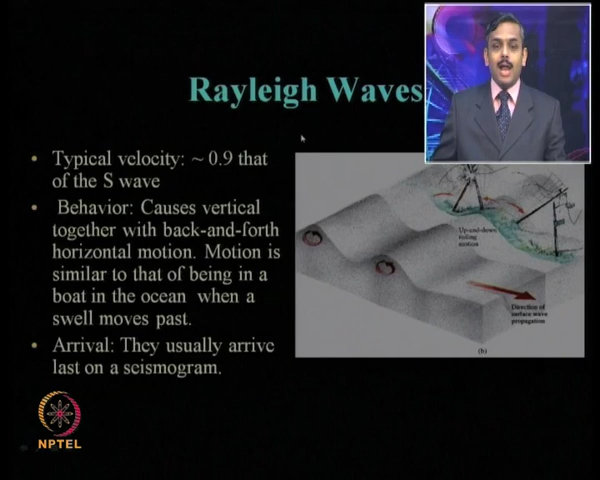 Rayleigh Waves
• Typical velocity: ~ 0.9 that
of the S wave
• Behavior: Causes vertical
together with back-and-forth
horizontal motion. Motion is
similar to that of being in a
boat in the ocean when a
swell moves past.
• Arrival: They usually arrive
last on a seismogram.
Up-and-down
rolling
motion
Direction of
surface wave
propagation
(b)
NPTEL